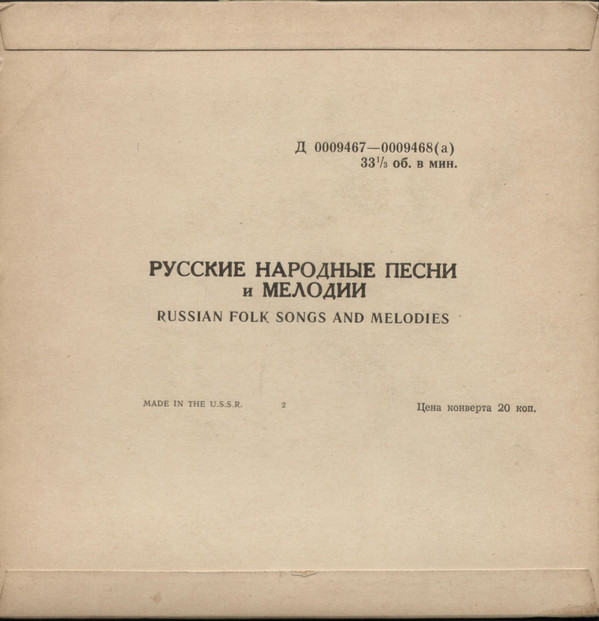 Д 0009467—0009468(а)
33⅓ об. в мин.
РУССКИЕ НАРОДНЫЕ ПЕСНИ
и МЕЛОДИИ
RUSSIAN FOLK SONGS AND MELODIES
MADE IN THE U.S.S.R. 2 Цена конверта 20 коп.